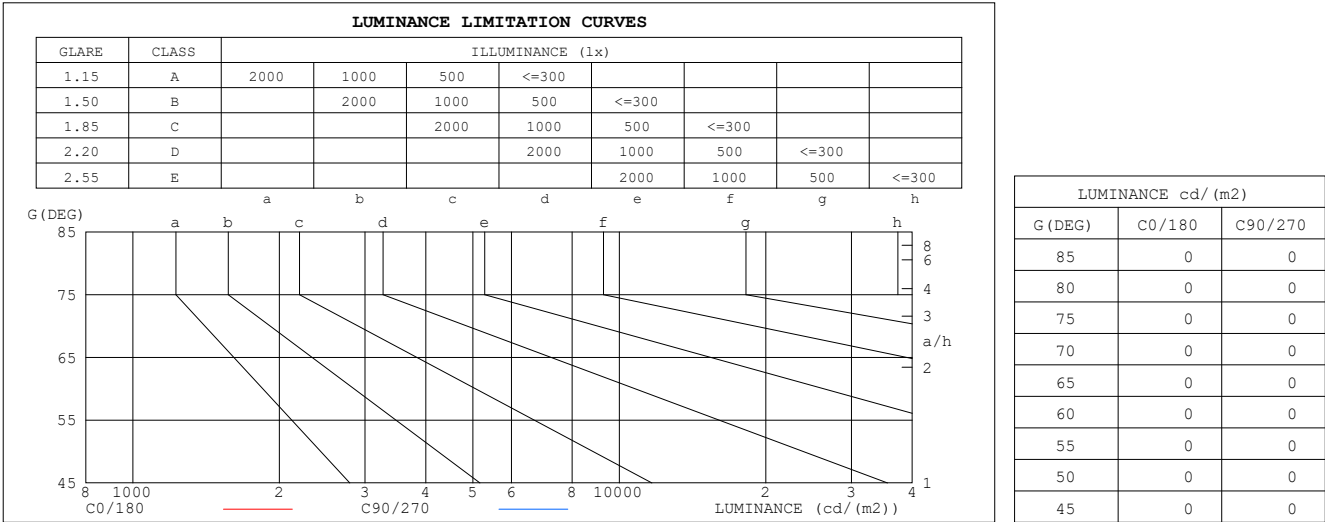 LUMINANCE LIMITATION CURVES
GLARE CLASS ILLUMINANCE (lx)
1.15 A 2000 1000 500 <=300
1.50 B 2000 1000 500 <=300
1.85 C 2000 1000 500 <=300
2.20 D 2000 1000 500 <=300
2.55 E 2000 1000 500 <=300
a b c d e f g h
G(DEG)
a b c d e f g h
85
8
6
75
4
3
a/h
65
2
55
45
1
8 1000 2 3 4 5 6 8 10000 2 3 4
C0/180 C90/270 LUMINANCE (cd/(m2))
LUMINANCE cd/(m2)
G(DEG) C0/180 C90/270
85 0 0
80 0 0
75 0 0
70 0 0
65 0 0
60 0 0
55 0 0
50 0 0
45 0 0